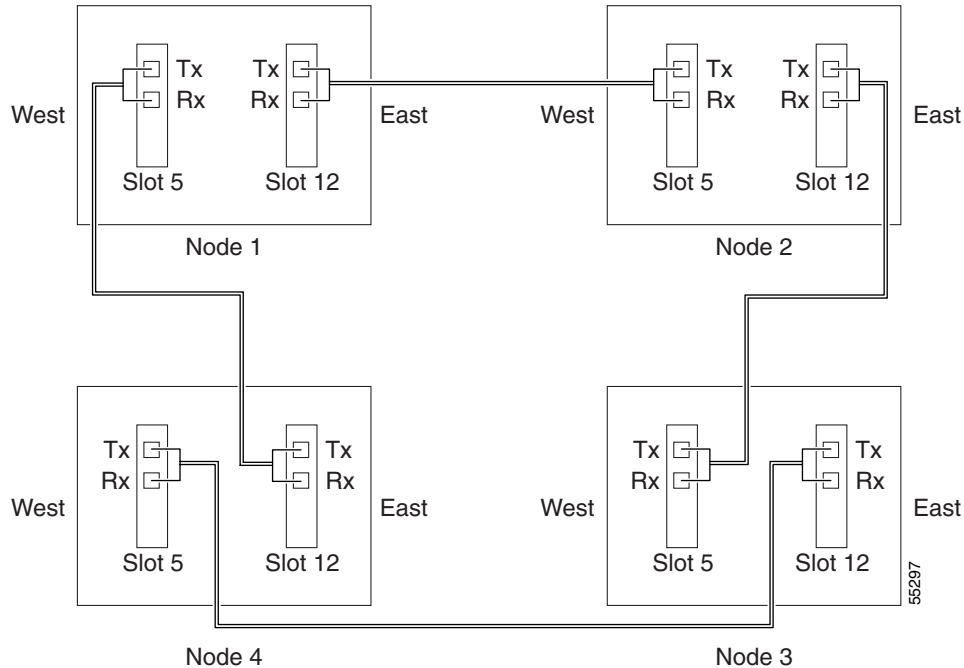 Tx Tx Tx Tx
Rx Rx Rx Rx
West East West East
Slot 5 Slot 12 Slot 5 Slot 12
Node 1 Node 2
Tx Tx Tx Tx
Rx Rx Rx Rx
West East West East
Slot 5 Slot 12 Slot 5 Slot 12
55297
Node 4 Node 3